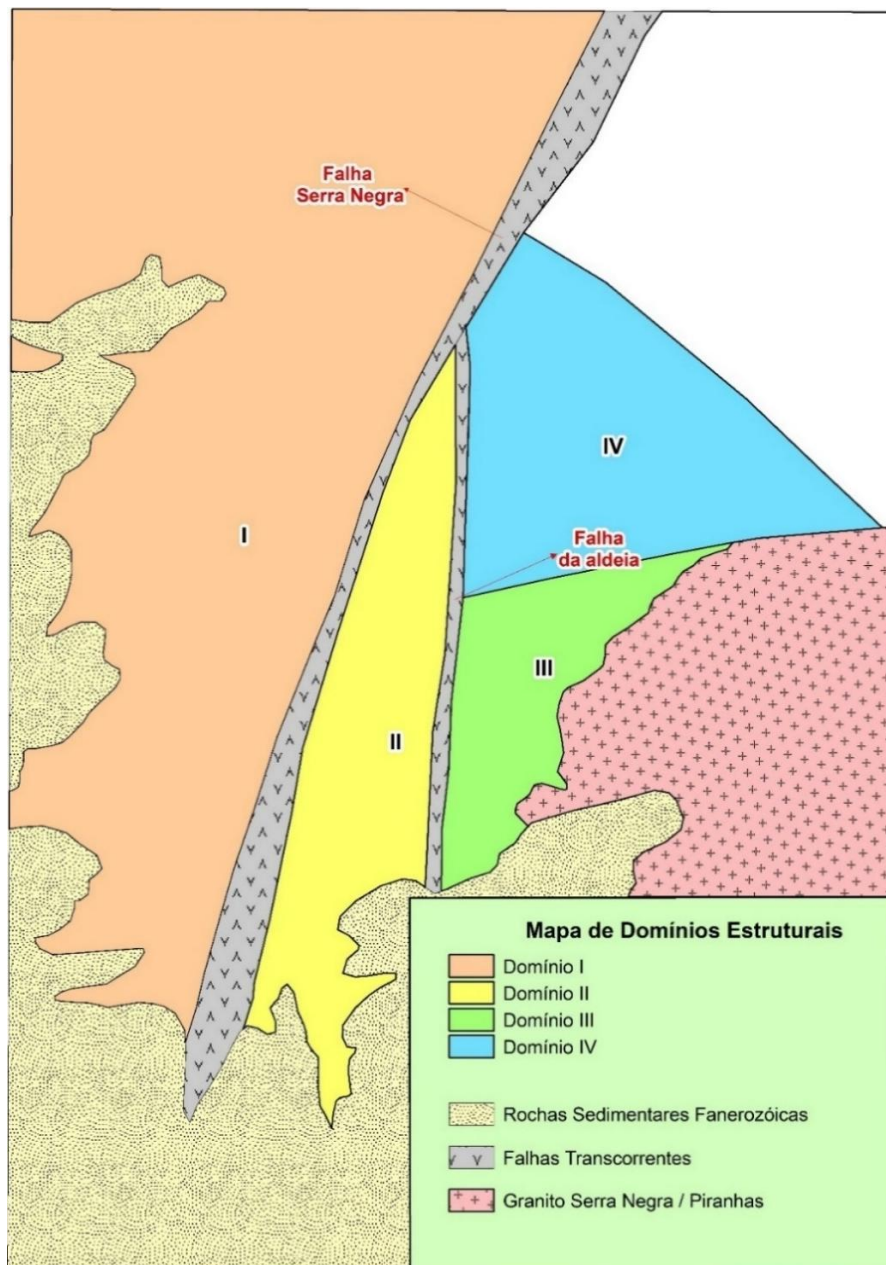 Falha
Serra Negra
IV
I
Falha
da aldeia
III
II
Mapa de Domínios Estruturais
Domínio I
Domínio II
Domínio III
Domínio IV
Rochas Sedimentares Fanerozóicas
Falhas Transcorrentes
Granito Serra Negra / Piranhas